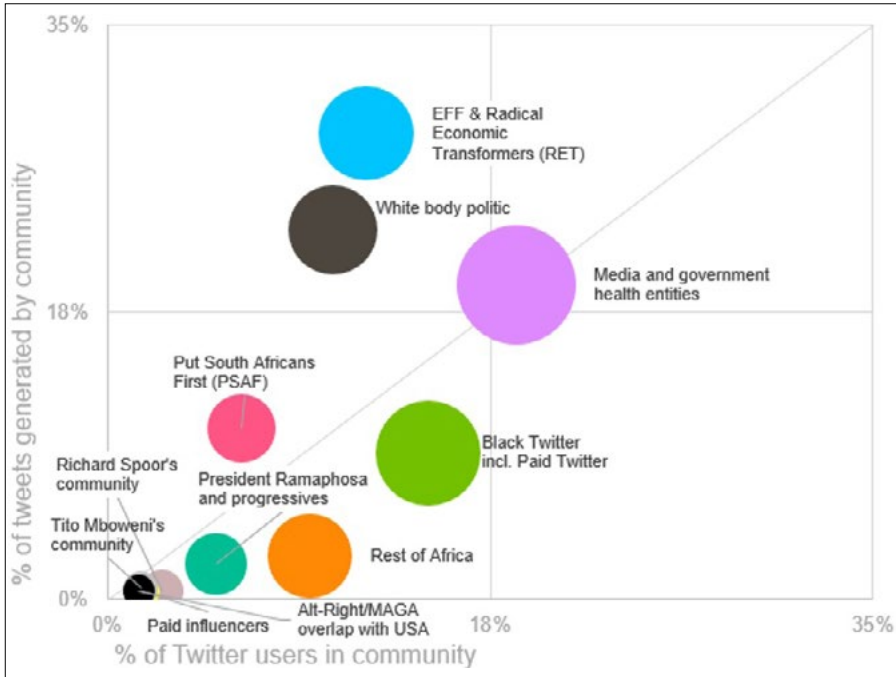 35%
EFF & Radical
Economic
Transformers (RET)
White body politic
Media and government
health entities
18%
Put South Africans
First (PSAF)
Black Twitter
incl. Paid Twitter
Richard Spoor's
community
President Ramaphosa
and progressives
Tito Mboweni's
community
Rest of Africa
0%
Paid influencers
Alt-Right/MAGA
overlap with USA
0%
18%
35%
% of Twitter users in community
% of tweets generated by community